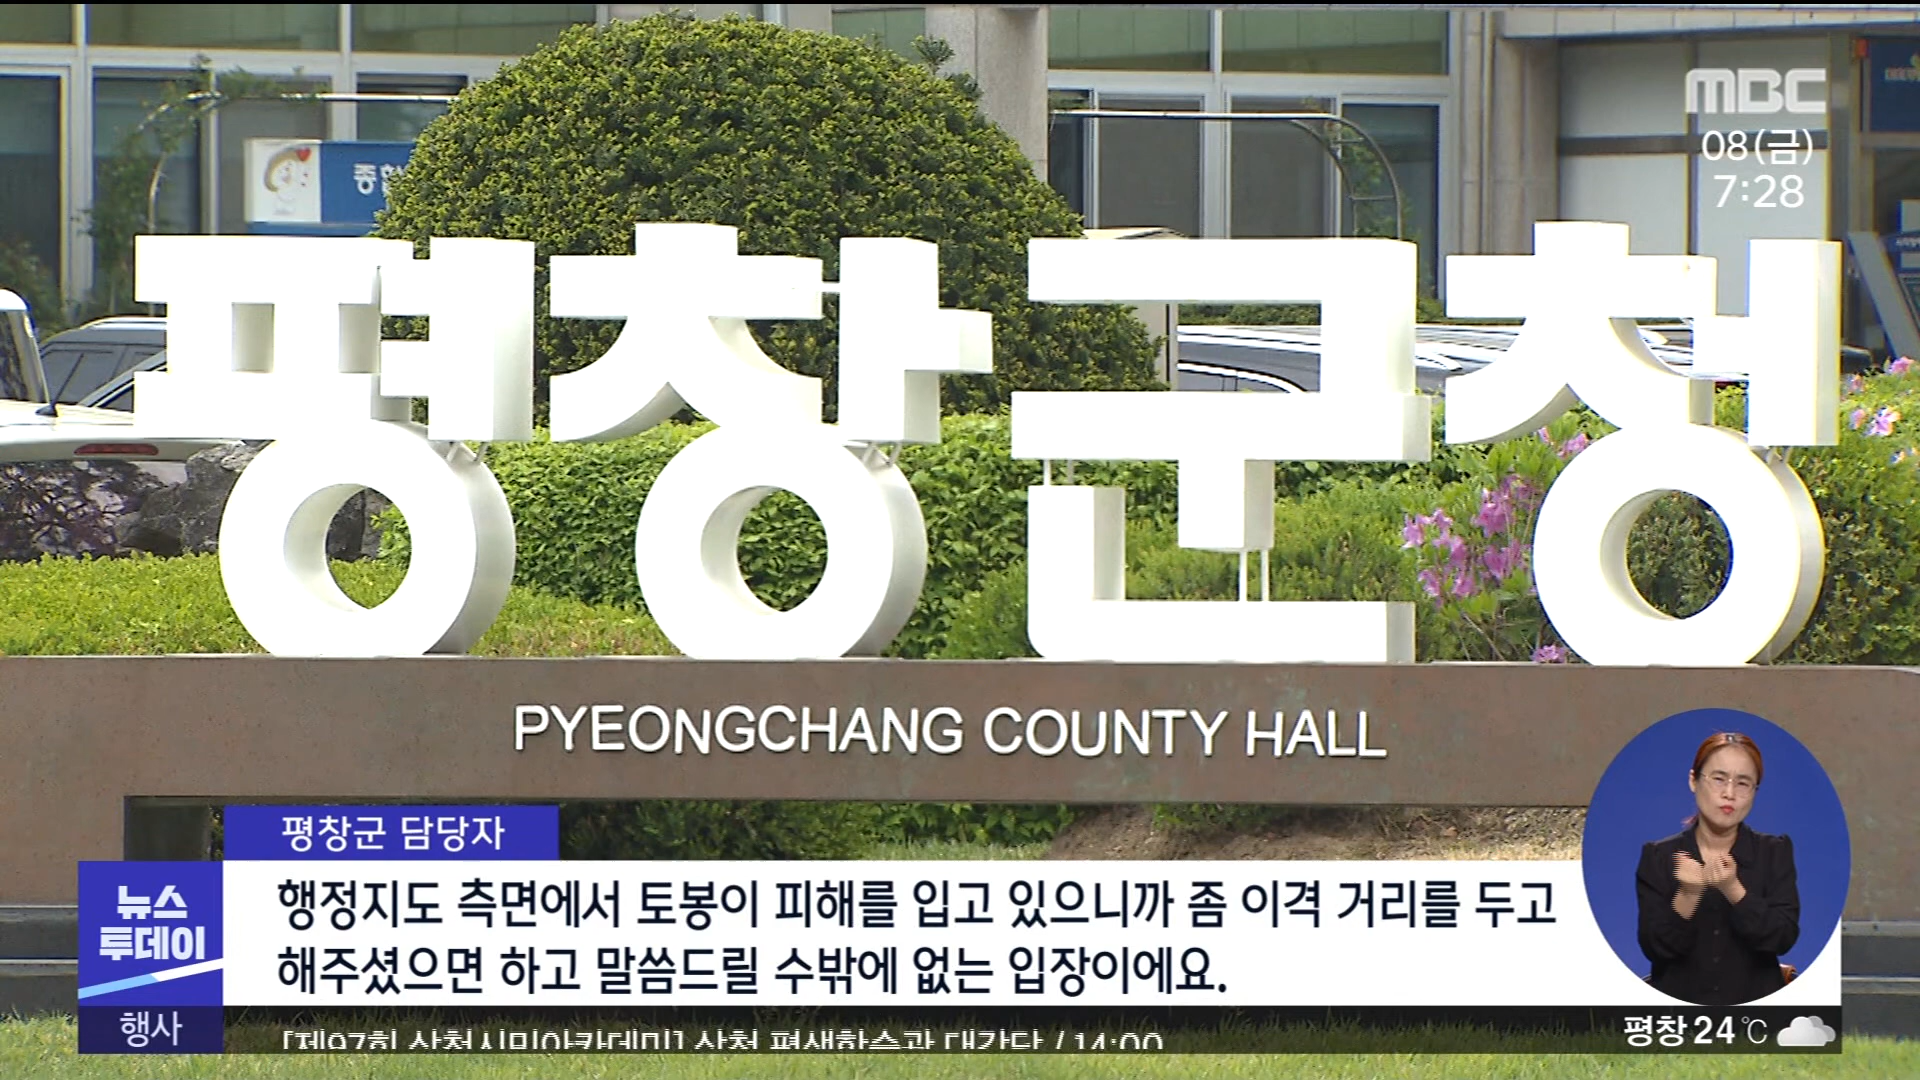 MBC
08(금)
7:28
종합
평창군청
PYEONGCHANG COUNTY HALL
평창군 담당자
뉴스
투데이
행정지도 측면에서 토봉이 피해를 입고 있으니까 좀 이격 거리를 두고
해주셨으면 하고 말씀드릴 수밖에 없는 입장이에요.
행사
평창 24℃